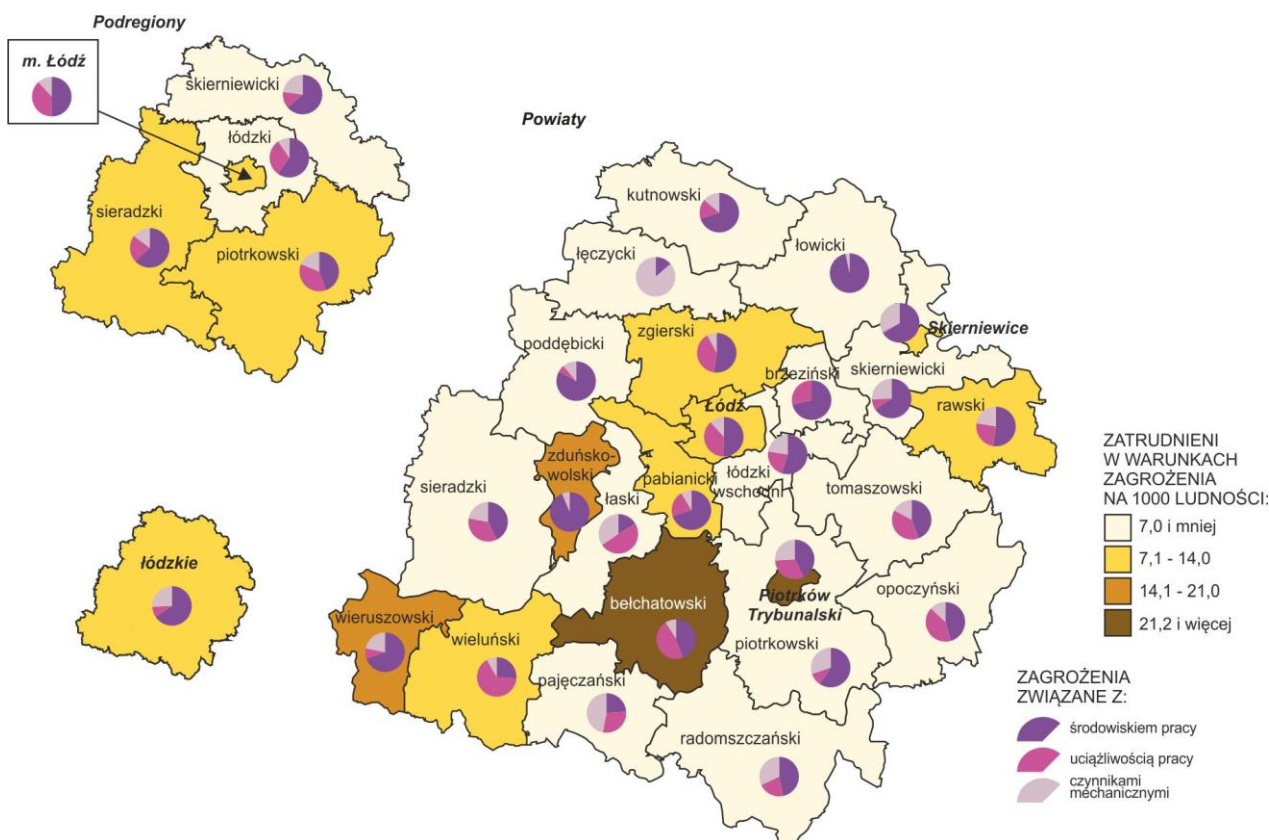 Podregiony
m. Łódź
skierniewicki
łódzki
sieradzki
piotrkowski
łódzkie
Powiaty
kutnowski
łęczycki
łowicki
Skierniewice
zgierski
poddębicki
brzeziński
skierniewicki
rawski
Łódź
zduńsko-
wolski
pabianicki
łódzki
wschodni
tomaszowski
sieradzki
łaski
bełchatowski
Piotrków
Trybunalski
opoczyński
wieruszowski
wieluński
piotrkowski
pajęczański
radomszczański
ZATRUDNIENI
W WARUNKACH
ZAGROŻENIA
NA 1000 LUDNOŚCI:
7,0 i mniej
7,1 - 14,0
14,1 - 21,0
21,2 i więcej
ZAGROŻENIA
ZWIĄZANE Z:
środowiskiem pracy
uciążliwością pracy
czynnikami
mechanicznymi